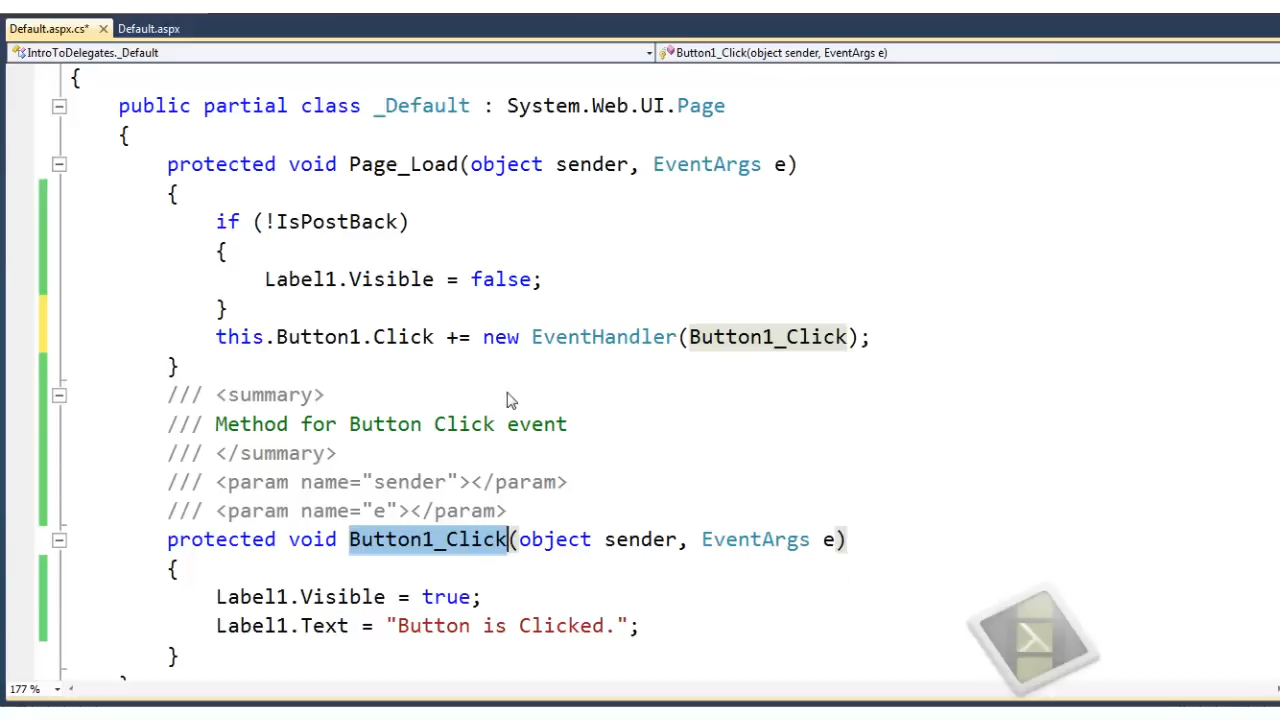 Default.aspx.cs* Default.aspx
IntroToDelegates._Default Button1_Click(object sender, EventArgs e)
{
public partial class _Default : System.Web.UI.Page
{
protected void Page_Load(object sender, EventArgs e)
{
if (!IsPostBack)
{
Label1.Visible = false;
}
this.Button1.Click += new EventHandler(Button1_Click);
}
/// <summary>
/// Method for Button Click event
/// </summary>
/// <param name="sender"></param>
/// <param name="e"></param>
protected void Button1_Click(object sender, EventArgs e)
{
Label1.Visible = true;
Label1.Text = "Button is Clicked.";
}
177 %